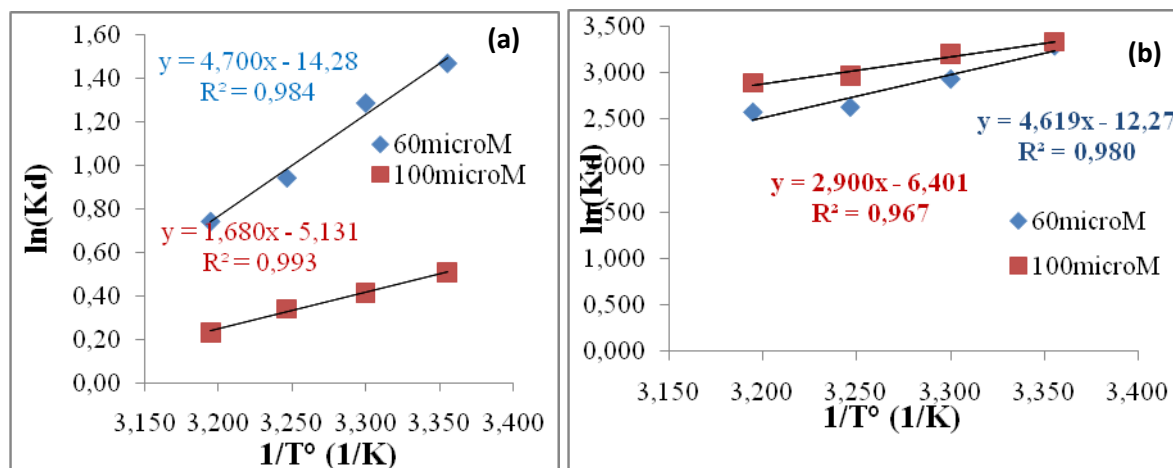 (a)
1,60
1,40
1,20
1,00
0,80
0,60
0,40
0,20
0,00
ln(Kd)
y = 4,700x - 14,28
R² = 0,984
60microM
100microM
y = 1,680x - 5,131
R² = 0,993
3,150 3,200 3,250 3,300 3,350 3,400
1/T° (1/K)
(b)
3,500
3,000
2,500
,000
,500
1,000
0,500
0,000
ln(Kd)
y = 4,619x - 12,27
R² = 0,980
y = 2,900x - 6,401
R² = 0,967
60microM
100microM
3,150 3,200 3,250 3,300 3,350 3,400
1/T° (1/K)